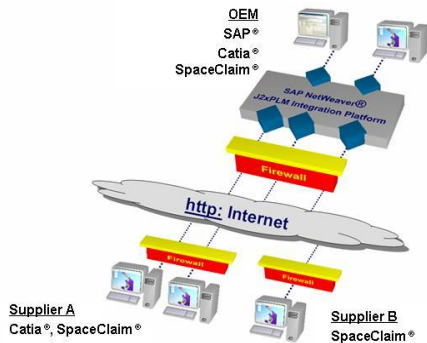 OEM
SAP ®
Catia ®
SpaceClaim ®
SAP NetWeaver®
J2xPLM Integration Platform
Firewall
http: Internet
Firewall
Firewall
Supplier A
Catia ®, SpaceClaim ®
Supplier B
SpaceClaim ®